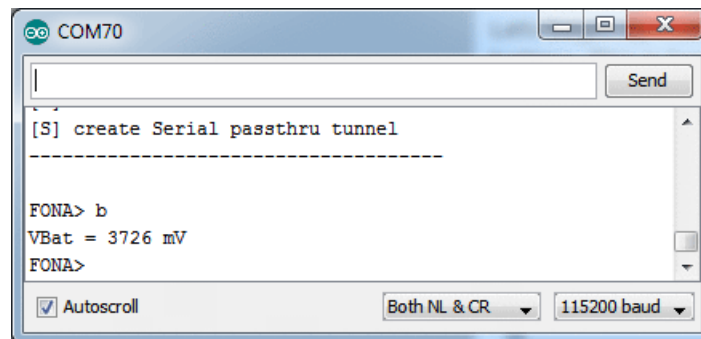 COM70
Send
[S] create Serial passthru tunnel
-------------------------------------
FONA> b
VBat = 3726 mV
FONA>
Autoscroll
Both NL & CR
115200 baud